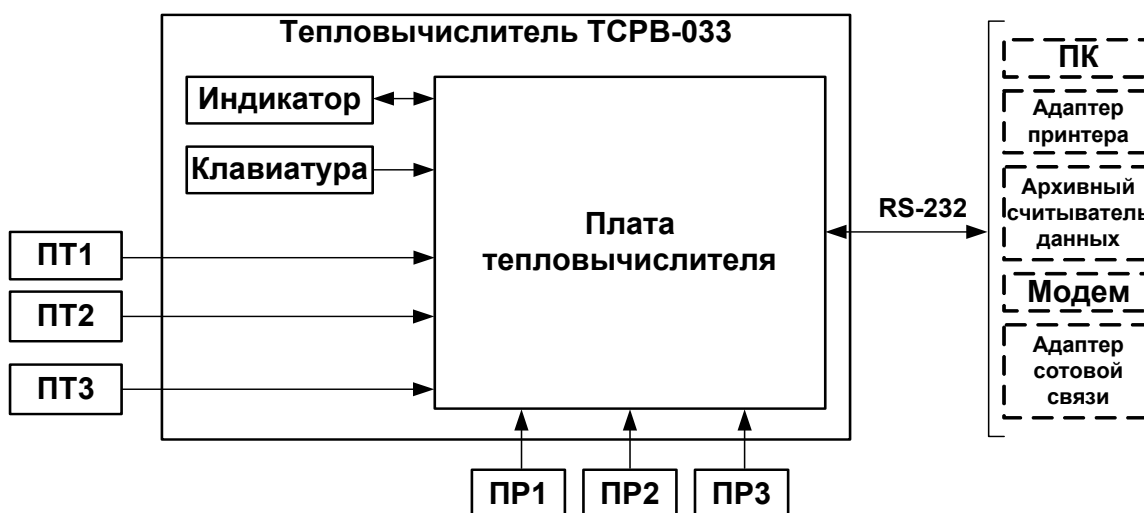 Тепловычислитель ТСРВ-033
Индикатор
Клавиатура
Плата
тепловычислителя
ПТ1
ПТ2
ПТ3
ПР1
ПР2
ПР3
RS-232
ПК
Адаптер
принтера
Архивный
считыватель
данных
Модем
Адаптер
сотовой
связи